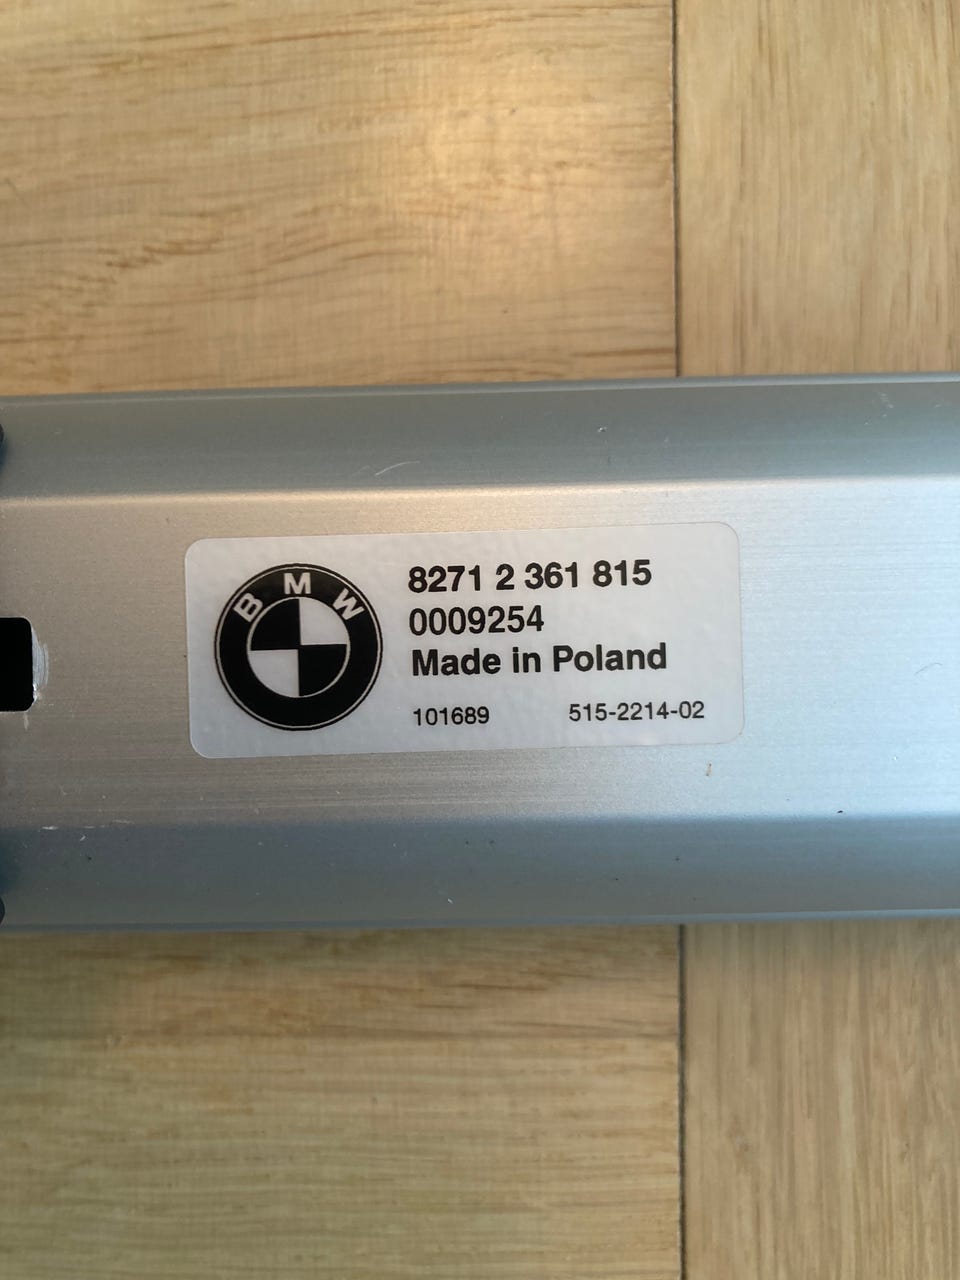 BMW
8271 2 361 815
0009254
Made in Poland
101689 515-2214-02